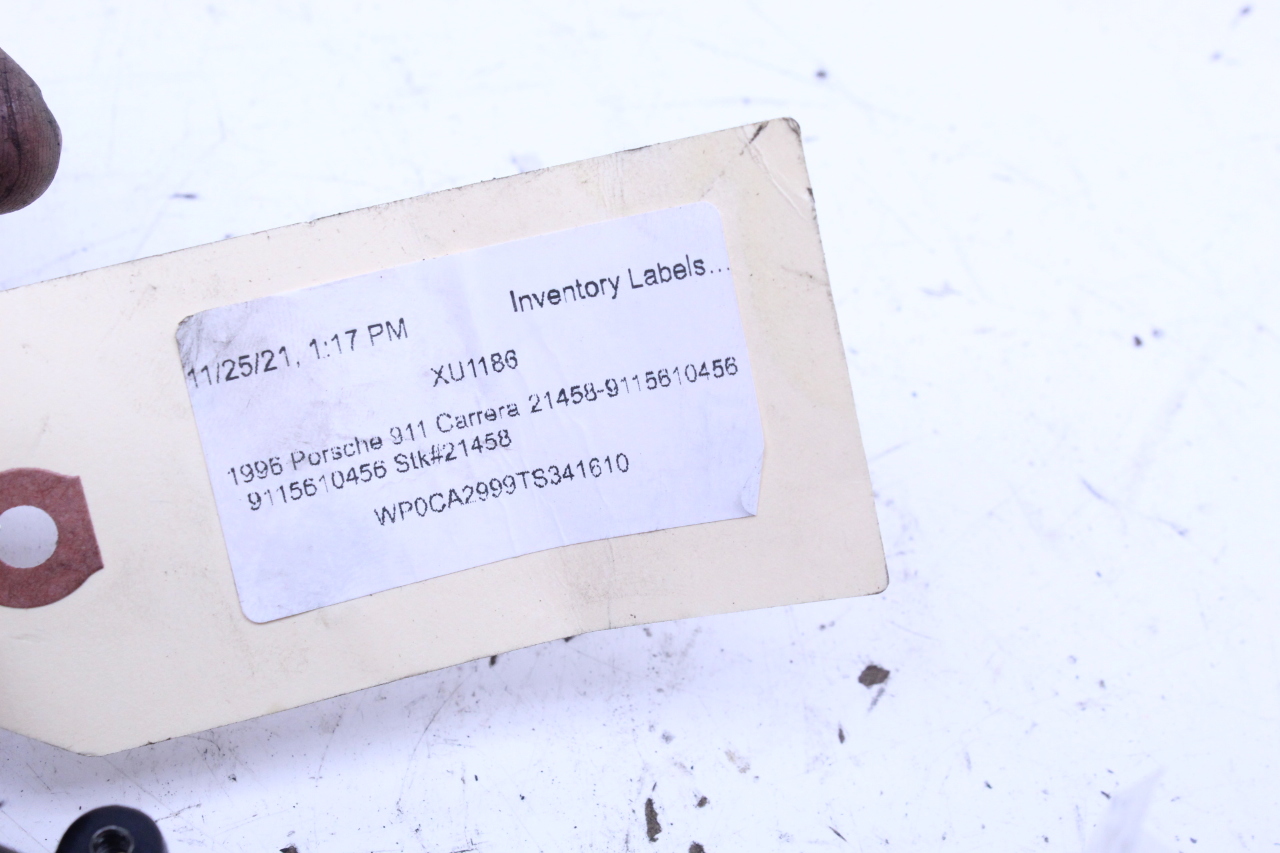 11/25/21, 1:17 PM Inventory Labels...
XU1186
1996 Porsche 911 Carrera 21458-9115610456
9115610456 Stk#21458
WP0CA2999TS341610